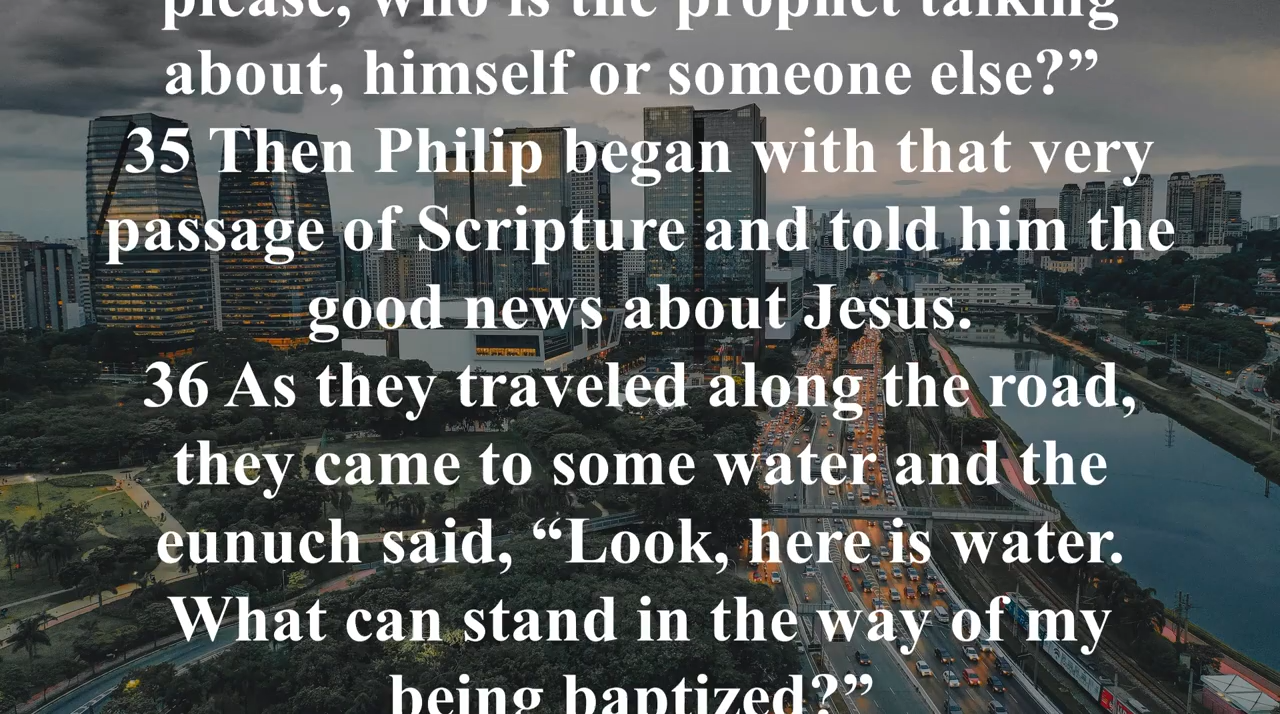 please, who is the prophet talking
about, himself or someone else?”
35 Then Philip began with that very
passage of Scripture and told him the
good news about Jesus.
36 As they traveled along the road,
they came to some water and the
eunuch said, “Look, here is water.
What can stand in the way of my
being baptized?”